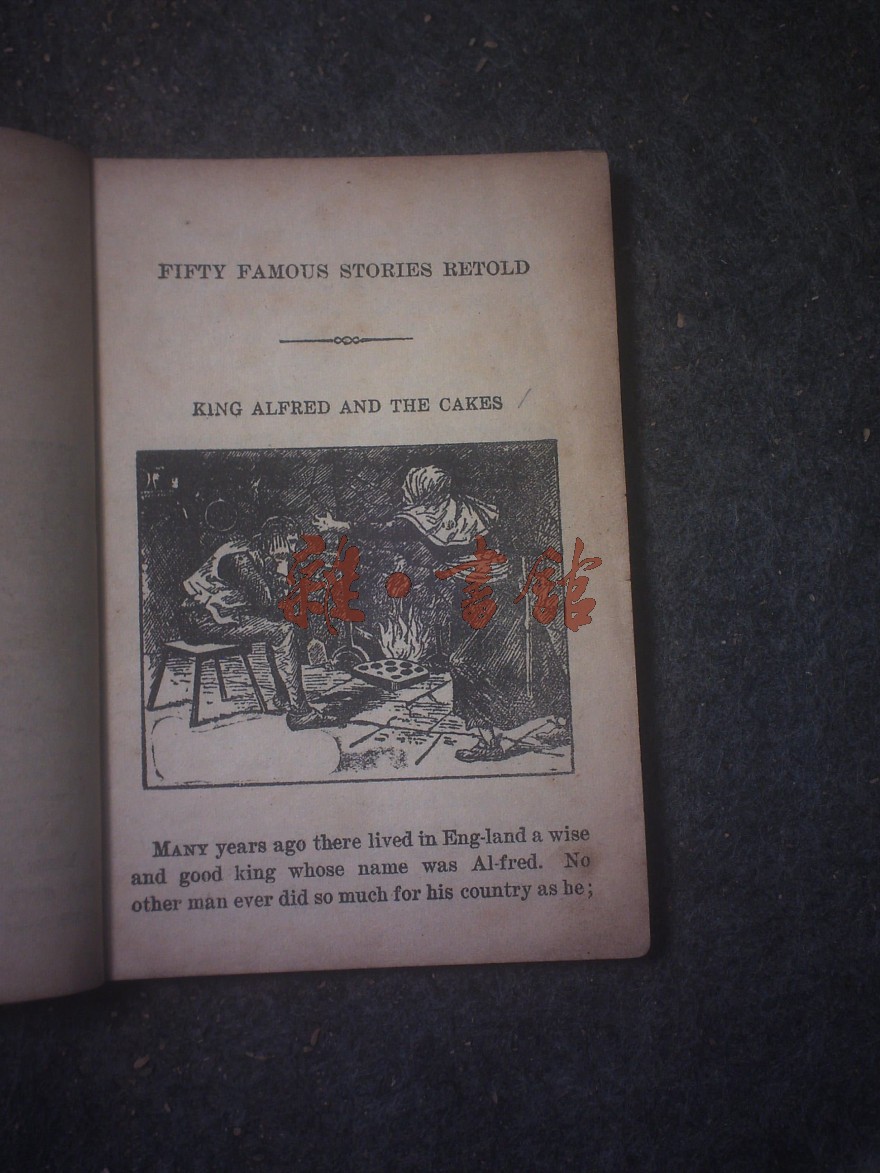 FIFTY FAMOUS STORIES RETOLD
KING ALFRED AND THE CAKES
雜·書館
MANY years ago there lived in Eng-land a wise
and good king whose name was Al-fred. No
other man ever did so much for his country as he;